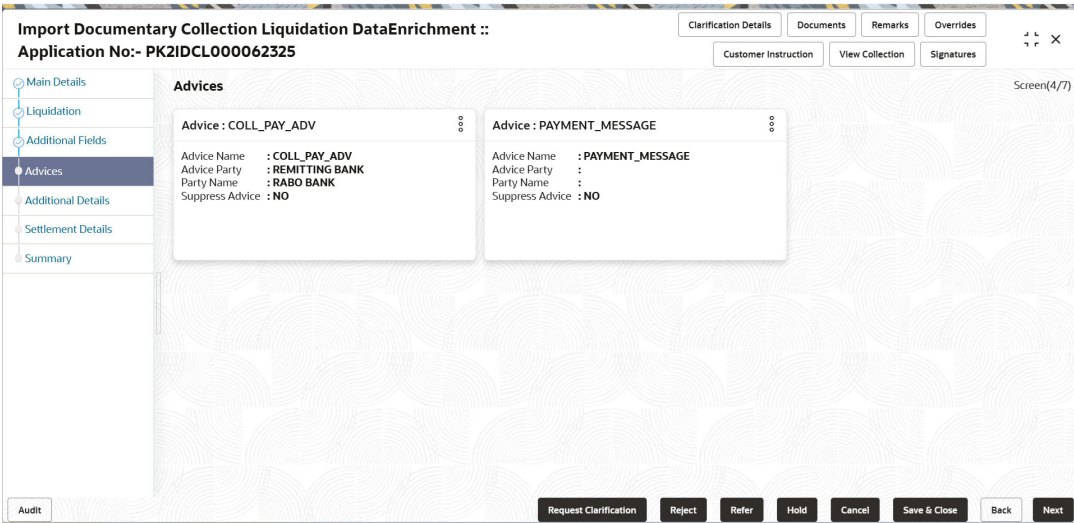 Import Documentary Collection Liquidation DataEnrichment ::
Application No:- PK2IDCL000062325
Clarification Details
Documents
Remarks
Overrides
Customer Instruction
View Collection
Signatures
Main Details
Liquidation
Additional Fields
Advices
Additional Details
Settlement Details
Summary
Advices
Screen(4/7)
Advice : COLL_PAY_ADV
Advice Name : COLL_PAY_ADV
Advice Party : REMITTING BANK
Party Name : RABO BANK
Suppress Advice : NO
Advice : PAYMENT_MESSAGE
Advice Name : PAYMENT_MESSAGE
Advice Party :
Party Name :
Suppress Advice : NO
Audit
Request Clarification
Reject
Refer
Hold
Cancel
Save & Close
Back
Next